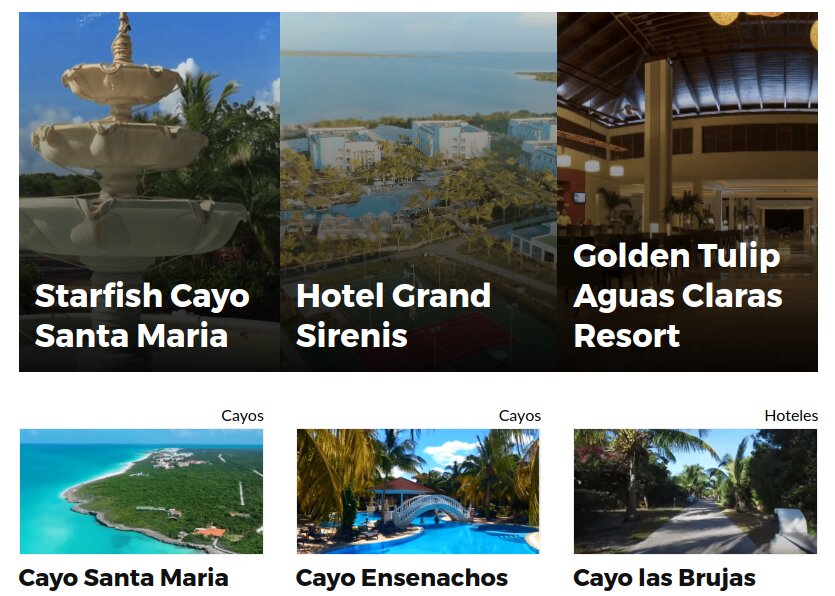 Starfish Cayo
Santa Maria
Hotel Grand
Sirenis
Golden Tulip
Aguas Claras
Resort
Cayos
Cayo Santa Maria
Cayos
Cayo Ensenachos
Hoteles
Cayo las Brujas